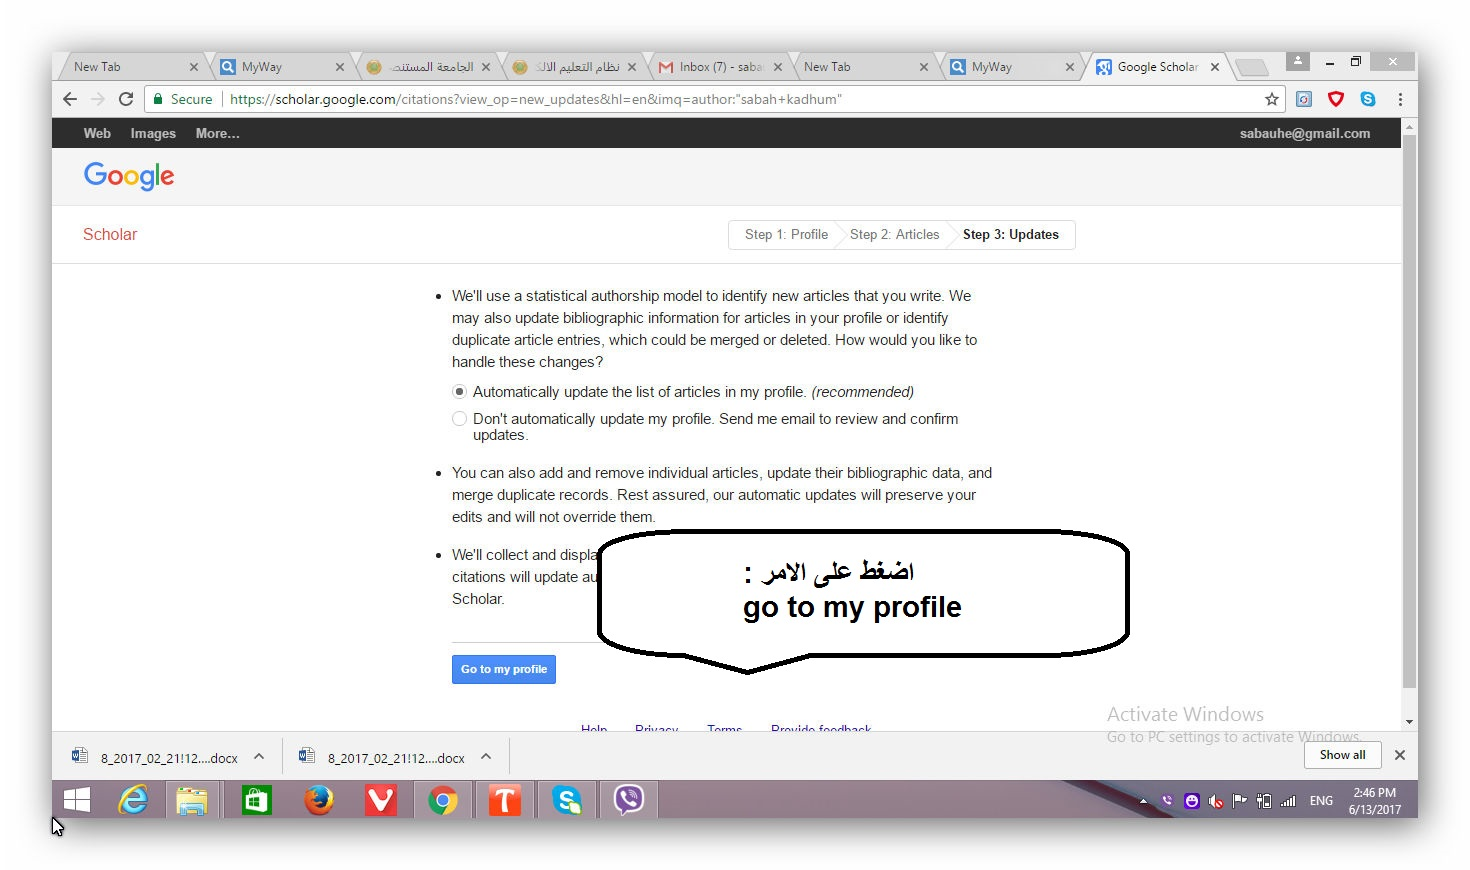 New Tab
MyWay
الجامعة المستنص
نظام التعليم الالك
Inbox (7) - saba
New Tab
MyWay
Google Scholar
Secure
https://scholar.google.com/citations?view_op=new_updates&hl=en&imq=author:"sabah+kadhum"
Web Images More...
sabauhe@gmail.com
Google
Scholar
Step 1: Profile
Step 2: Articles
Step 3: Updates
We'll use a statistical authorship model to identify new articles that you write. We
may also update bibliographic information for articles in your profile or identify
duplicate article entries, which could be merged or deleted. How would you like to
handle these changes?
Automatically update the list of articles in my profile. (recommended)
Don't automatically update my profile. Send me email to review and confirm
updates.
You can also add and remove individual articles, update their bibliographic data, and
merge duplicate records. Rest assured, our automatic updates will preserve your
edits and will not override them.
We'll collect and displa
citations will update au
Scholar.
اضغط على الامر :
go to my profile
Go to my profile
Help Privacy Terms Provide feedback
Activate Windows
Go to PC settings to activate Windows.
8_2017_02_21!12....docx
8_2017_02_21!12....docx
Show all
ENG
2:46 PM
6/13/2017